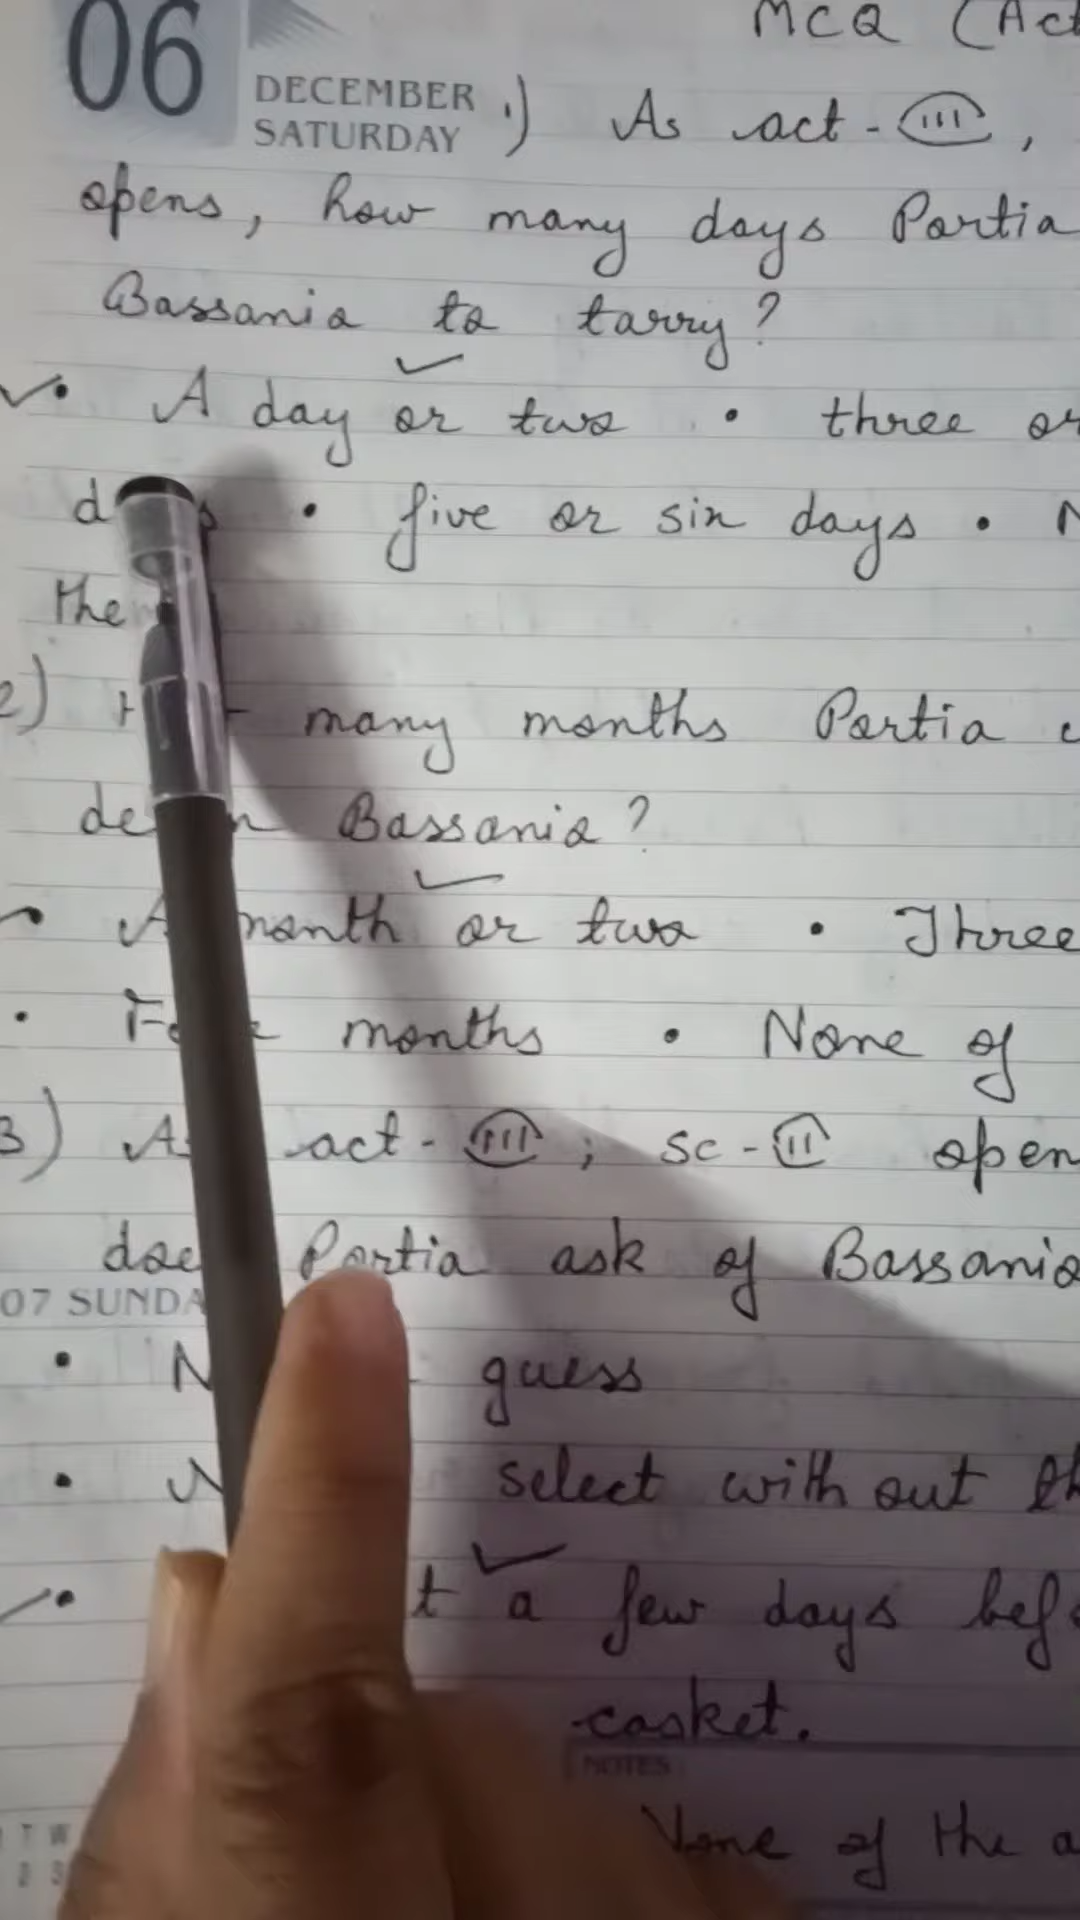 MCQ (Act
06
DECEMBER
SATURDAY
1.) As act - III,
opens, how many days Portia
Bassanio to tarry?
• A day or two • three or
• five or six days •
the
2) many months Portia
Bassanio?
• A month or two • Three
• months • None of
3) act - III ; sc - II open
Portia ask of Bassanio
07 SUNDA
• guess
• select with out th
• a few days bef
casket.
NOTES
None of the a
T W